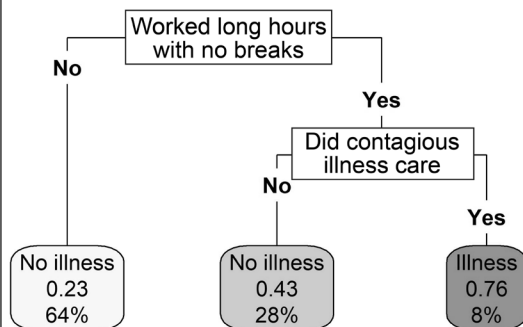 Worked long hours
with no breaks
No
Yes
Did contagious
illness care
No
Yes
No illness
0.23
64%
No illness
0.43
28%
Illness
0.76
8%